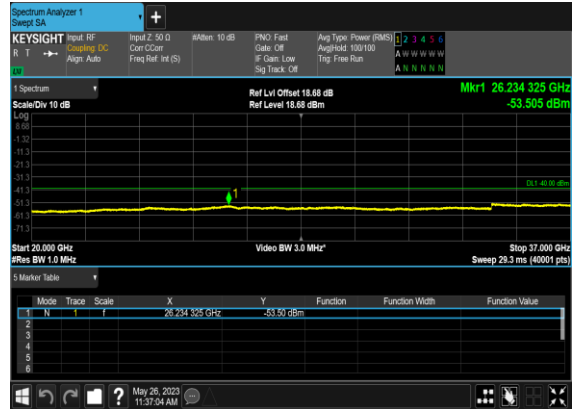 Spectrum Analyzer 1
Swept SA
+
KEYSIGHT Input: RF Input Z: 50 Ω #Atten: 10 dB PNO: Fast Avg Type: Power (RMS) 1 2 3 4 5 6
R T Coupling: DC Corr CCorr Gate: Off Avg|Hold: 100/100 A W W W W W
Align: Auto Freq Ref: Int (S) IF Gain: Low Trig: Free Run
Sig Track: Off A N N N N N
1 Spectrum Ref Lvl Offset 18.68 dB Mkr1 26.234 325 GHz
Scale/Div 10 dB Ref Level 18.68 dBm -53.505 dBm
Log
8.68
-1.32
-11.3
-21.3
-31.3
DL1 -40.00 dBm
-41.3
1
-51.3
-61.3
-71.3
Start 20.000 GHz Video BW 3.0 MHz* Stop 37.000 GHz
#Res BW 1.0 MHz Sweep 29.3 ms (40001 pts)
5 Marker Table
Mode Trace Scale X Y Function Function Width Function Value
1 N 1 f 26.234 325 GHz -53.50 dBm
2
3
4
5
6
? May 26, 2023
11:37:04 AM